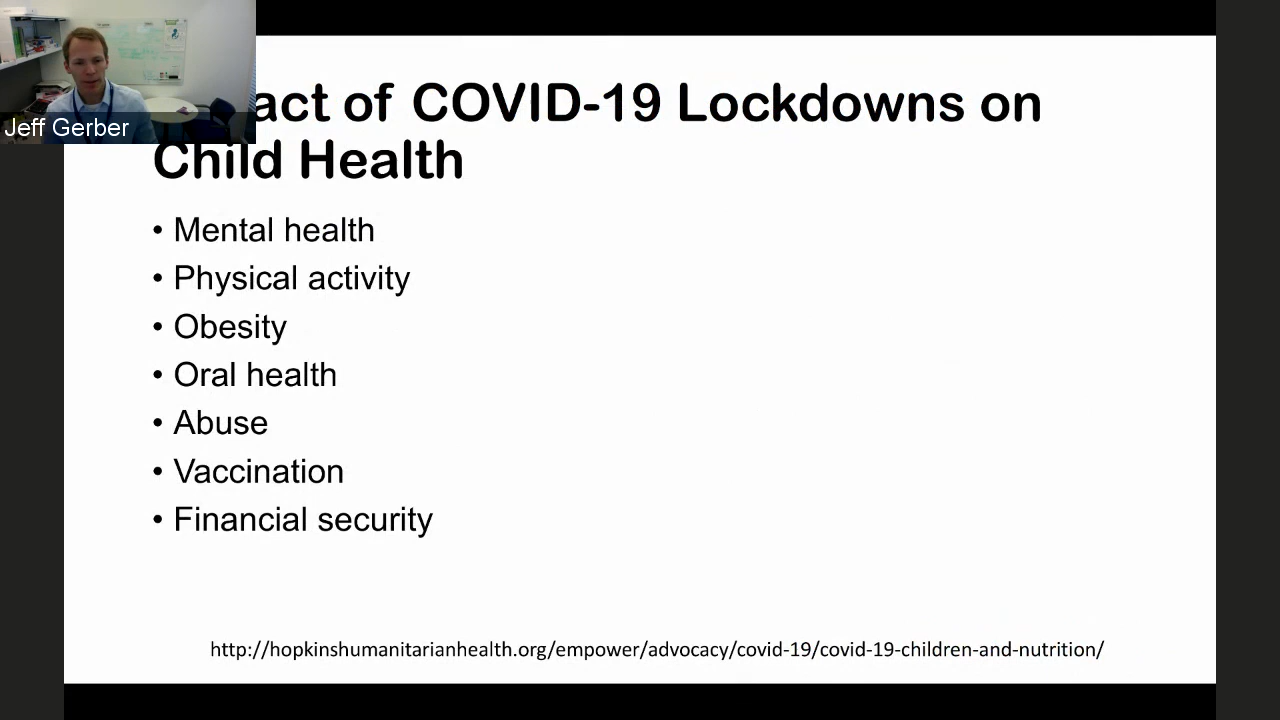 act of COVID-19 Lockdowns on
Jeff Gerber
Child Health
• Mental health
• Physical activity
• Obesity
• Oral health
• Abuse
• Vaccination
• Financial security
http://hopkinshumanitarianhealth.org/empower/advocacy/covid-19/covid-19-children-and-nutrition/